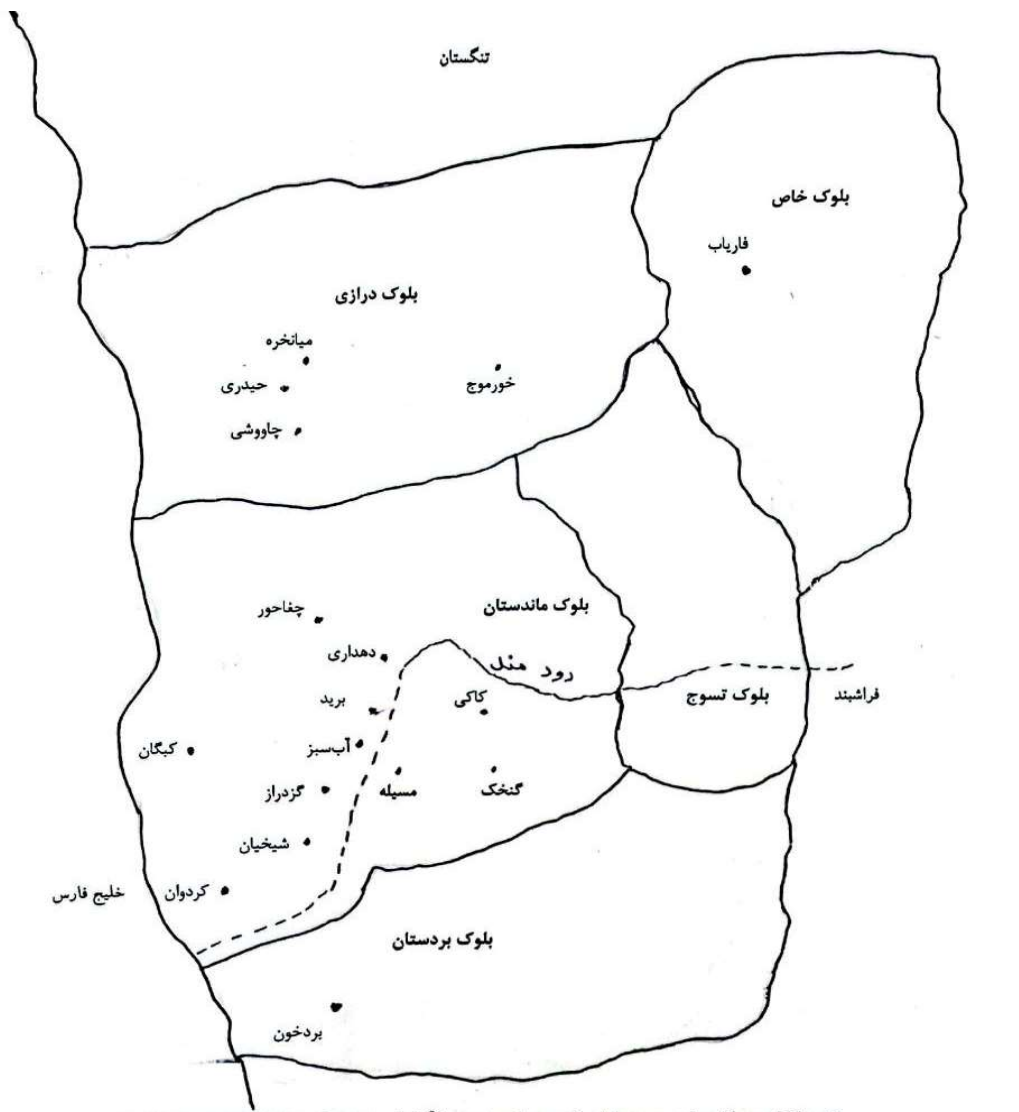 تنگستان
بلوک خاص
فاریاب
بلوک درازی
میانخره
حیدری
خورموج
چاووشی
بلوک ماندستان
چفاحور
دهداری
رود مند
کاکی
برید
بلوک تسوج
فراشبند
آب‌سبز
کبگان
گزدراز
مسیله
گنخک
شیخیان
کردوان
خلیج فارس
بلوک بردستان
بردخون